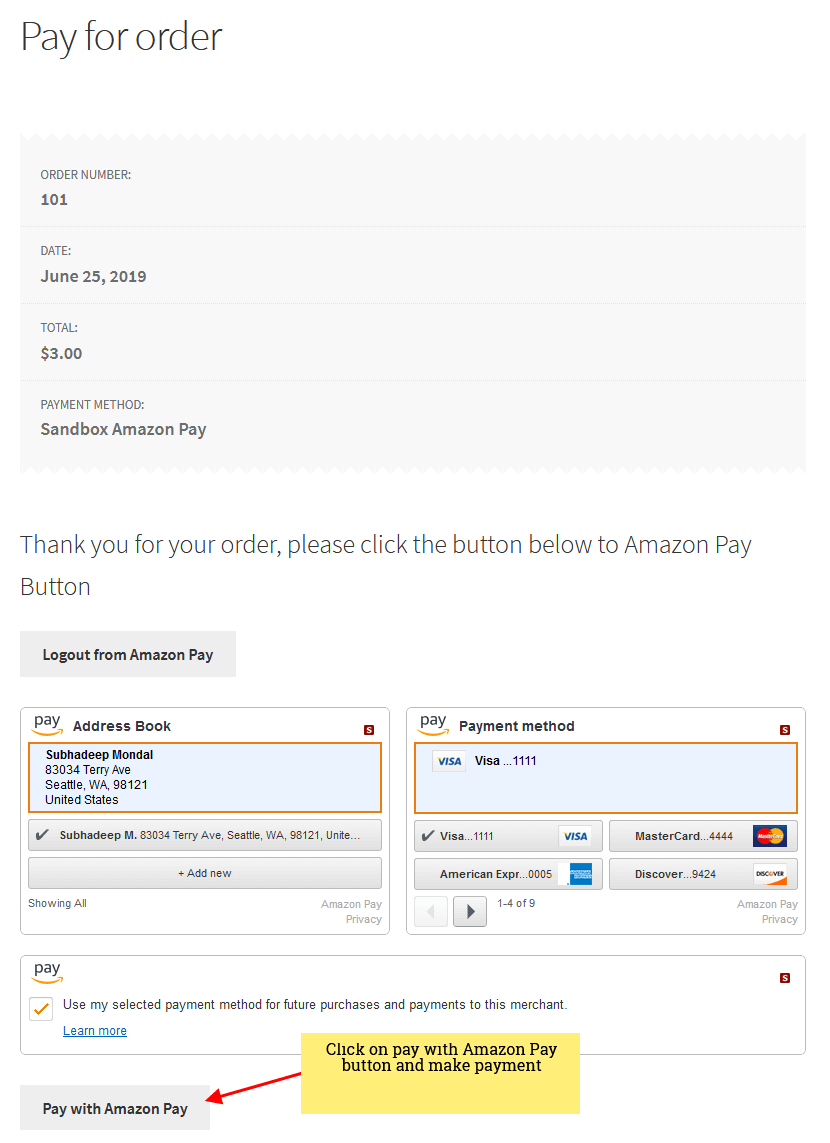 Pay for order
ORDER NUMBER:
101
DATE:
June 25, 2019
TOTAL:
$3.00
PAYMENT METHOD:
Sandbox Amazon Pay
Thank you for your order, please click the button below to Amazon Pay
Button
Logout from Amazon Pay
pay Address Book S
Subhadeep Mondal
83034 Terry Ave
Seattle, WA, 98121
United States
Subhadeep M. 83034 Terry Ave, Seattle, WA, 98121, Unite...
+ Add new
Showing All
Amazon Pay
Privacy
pay Payment method S
VISA Visa ...1111
Visa...1111 VISA
MasterCard...4444 MasterCard
American Expr...0005
Discover...9424 DISCOVER
1-4 of 9
Amazon Pay
Privacy
pay S
Use my selected payment method for future purchases and payments to this merchant.
Learn more
Click on pay with Amazon Pay
button and make payment
Pay with Amazon Pay